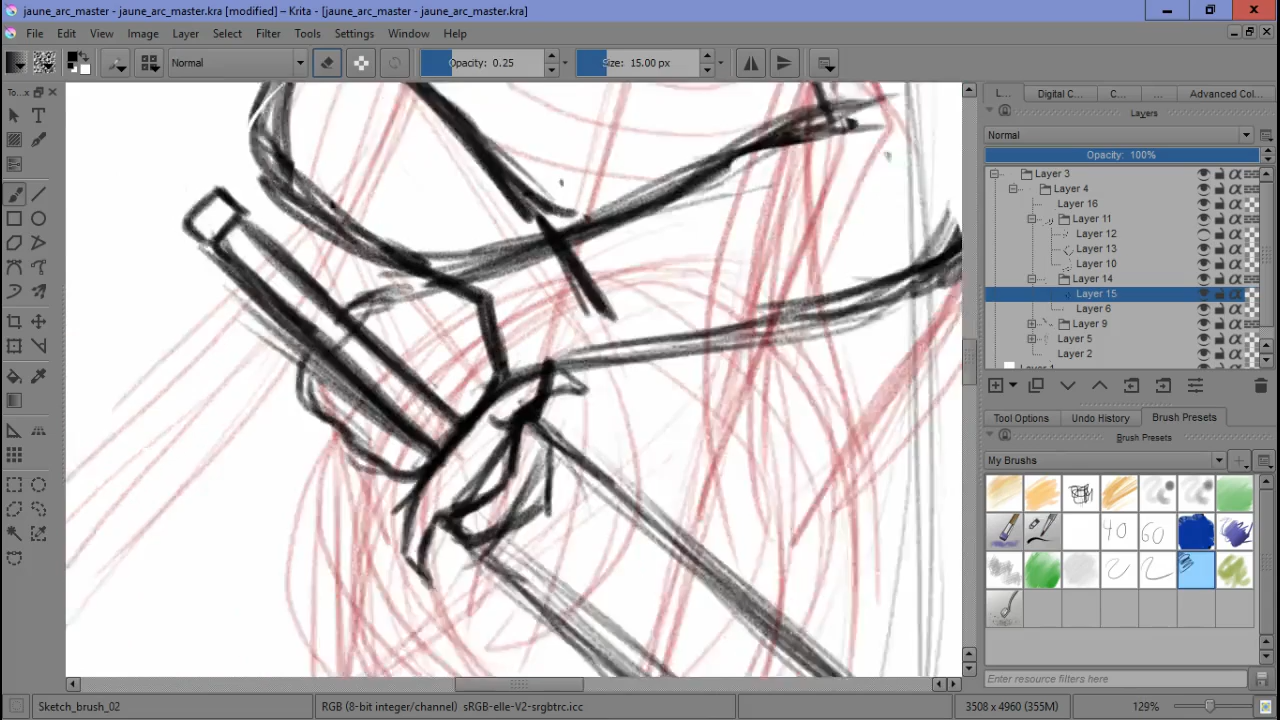 jaune_arc_master - jaune_arc_master.kra [modified] – Krita - [jaune_arc_master - jaune_arc_master.kra]
File Edit View Image Layer Select Filter Tools Settings Window Help
Normal Opacity: 0.25 Size: 15.00 px
To...x
L... Digital C... C... ... Advanced Col...
Layers
Normal
Opacity: 100%
Layer 3
Layer 4
Layer 16
Layer 11
Layer 12
Layer 13
Layer 10
Layer 14
Layer 15
Layer 6
Layer 9
Layer 5
Layer 2
Tool Options Undo History Brush Presets
Brush Presets
My Brushs
40 60
Enter resource filters here
Sketch_brush_02 RGB (8-bit integer/channel) sRGB-elle-V2-srgbtrc.icc 3508 x 4960 (355M) 129%